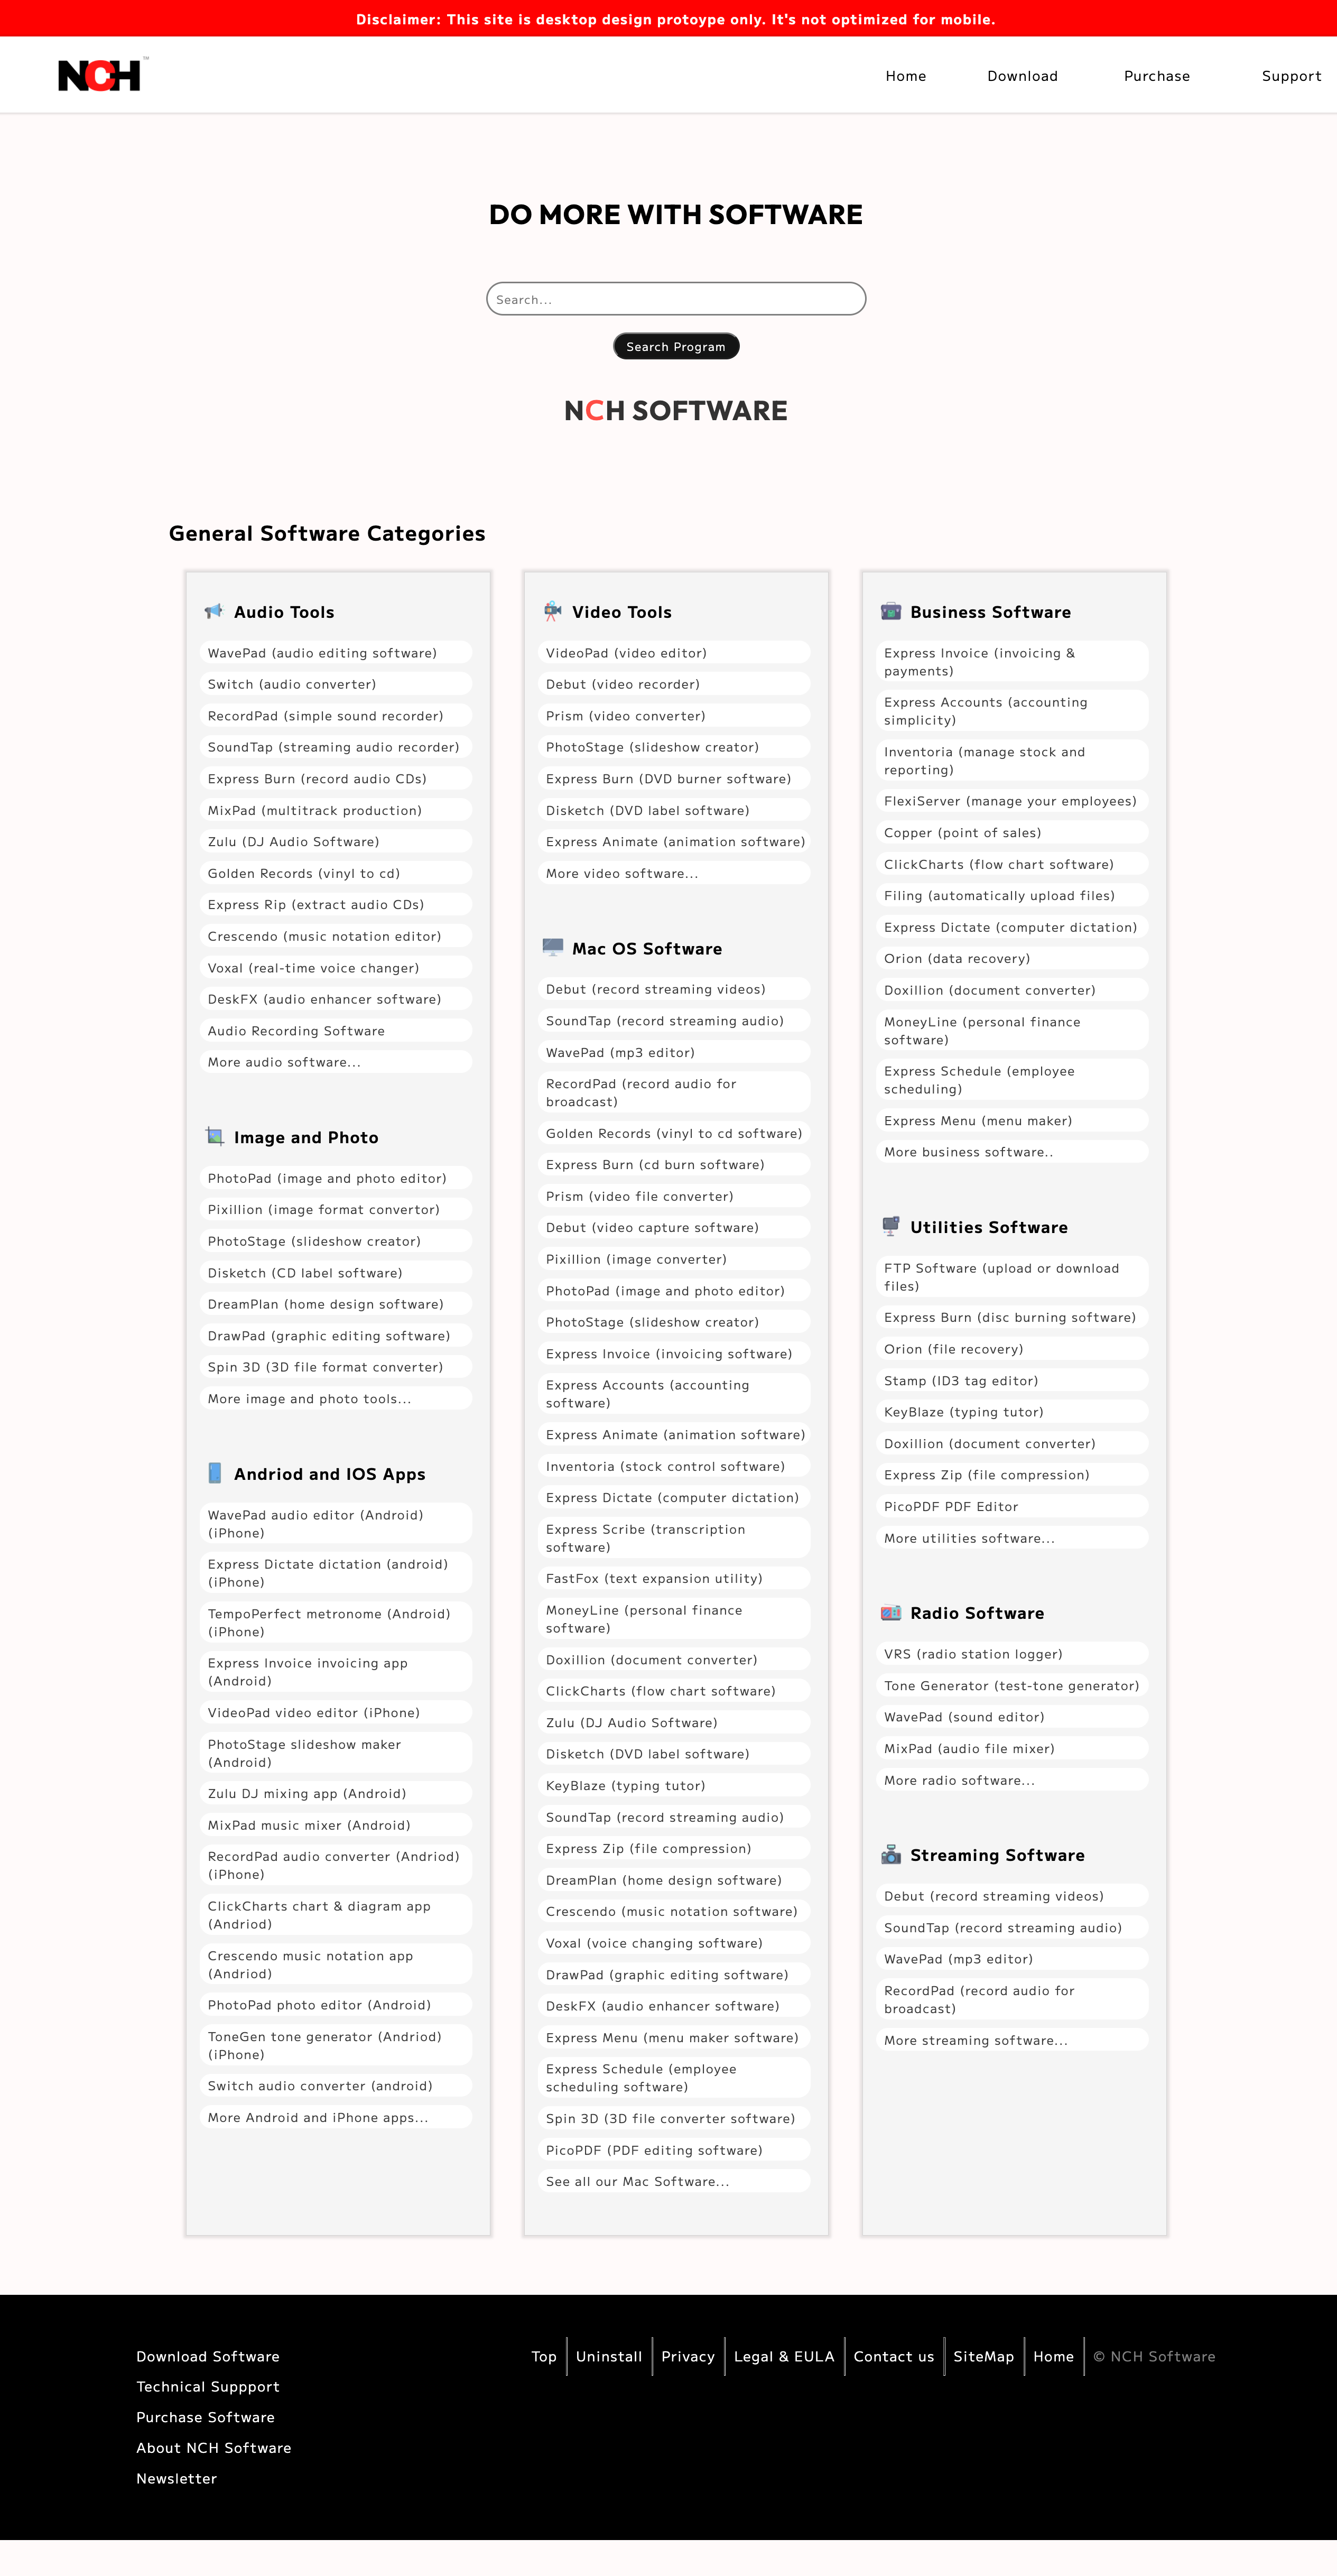 Disclaimer: This site is desktop design protoype only. It's not optimized for mobile.
NCH™
Home
Download
Purchase
Support
DO MORE WITH SOFTWARE
Search...
Search Program
NCH SOFTWARE
General Software Categories
Audio Tools
WavePad (audio editing software)
Switch (audio converter)
RecordPad (simple sound recorder)
SoundTap (streaming audio recorder)
Express Burn (record audio CDs)
MixPad (multitrack production)
Zulu (DJ Audio Software)
Golden Records (vinyl to cd)
Express Rip (extract audio CDs)
Crescendo (music notation editor)
Voxal (real-time voice changer)
DeskFX (audio enhancer software)
Audio Recording Software
More audio software...
Image and Photo
PhotoPad (image and photo editor)
Pixillion (image format convertor)
PhotoStage (slideshow creator)
Disketch (CD label software)
DreamPlan (home design software)
DrawPad (graphic editing software)
Spin 3D (3D file format converter)
More image and photo tools...
Andriod and IOS Apps
WavePad audio editor (Android)
(iPhone)
Express Dictate dictation (android)
(iPhone)
TempoPerfect metronome (Android)
(iPhone)
Express Invoice invoicing app
(Android)
VideoPad video editor (iPhone)
PhotoStage slideshow maker
(Android)
Zulu DJ mixing app (Android)
MixPad music mixer (Android)
RecordPad audio converter (Andriod)
(iPhone)
ClickCharts chart & diagram app
(Andriod)
Crescendo music notation app
(Andriod)
PhotoPad photo editor (Android)
ToneGen tone generator (Andriod)
(iPhone)
Switch audio converter (android)
More Android and iPhone apps...
Video Tools
VideoPad (video editor)
Debut (video recorder)
Prism (video converter)
PhotoStage (slideshow creator)
Express Burn (DVD burner software)
Disketch (DVD label software)
Express Animate (animation software)
More video software...
Mac OS Software
Debut (record streaming videos)
SoundTap (record streaming audio)
WavePad (mp3 editor)
RecordPad (record audio for
broadcast)
Golden Records (vinyl to cd software)
Express Burn (cd burn software)
Prism (video file converter)
Debut (video capture software)
Pixillion (image converter)
PhotoPad (image and photo editor)
PhotoStage (slideshow creator)
Express Invoice (invoicing software)
Express Accounts (accounting
software)
Express Animate (animation software)
Inventoria (stock control software)
Express Dictate (computer dictation)
Express Scribe (transcription
software)
FastFox (text expansion utility)
MoneyLine (personal finance
software)
Doxillion (document converter)
ClickCharts (flow chart software)
Zulu (DJ Audio Software)
Disketch (DVD label software)
KeyBlaze (typing tutor)
SoundTap (record streaming audio)
Express Zip (file compression)
DreamPlan (home design software)
Crescendo (music notation software)
Voxal (voice changing software)
DrawPad (graphic editing software)
DeskFX (audio enhancer software)
Express Menu (menu maker software)
Express Schedule (employee
scheduling software)
Spin 3D (3D file converter software)
PicoPDF (PDF editing software)
See all our Mac Software...
Business Software
Express Invoice (invoicing &
payments)
Express Accounts (accounting
simplicity)
Inventoria (manage stock and
reporting)
FlexiServer (manage your employees)
Copper (point of sales)
ClickCharts (flow chart software)
Filing (automatically upload files)
Express Dictate (computer dictation)
Orion (data recovery)
Doxillion (document converter)
MoneyLine (personal finance
software)
Express Schedule (employee
scheduling)
Express Menu (menu maker)
More business software..
Utilities Software
FTP Software (upload or download
files)
Express Burn (disc burning software)
Orion (file recovery)
Stamp (ID3 tag editor)
KeyBlaze (typing tutor)
Doxillion (document converter)
Express Zip (file compression)
PicoPDF PDF Editor
More utilities software...
Radio Software
VRS (radio station logger)
Tone Generator (test-tone generator)
WavePad (sound editor)
MixPad (audio file mixer)
More radio software...
Streaming Software
Debut (record streaming videos)
SoundTap (record streaming audio)
WavePad (mp3 editor)
RecordPad (record audio for
broadcast)
More streaming software...
Download Software
Technical Suppport
Purchase Software
About NCH Software
Newsletter
Top
Uninstall
Privacy
Legal & EULA
Contact us
SiteMap
Home
© NCH Software